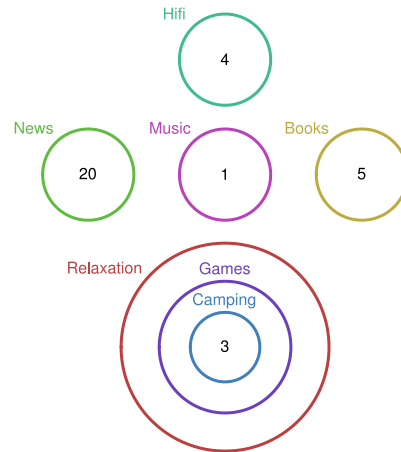 Hifi
4
News
Music
Books
20
1
5
Relaxation
Games
Camping
3